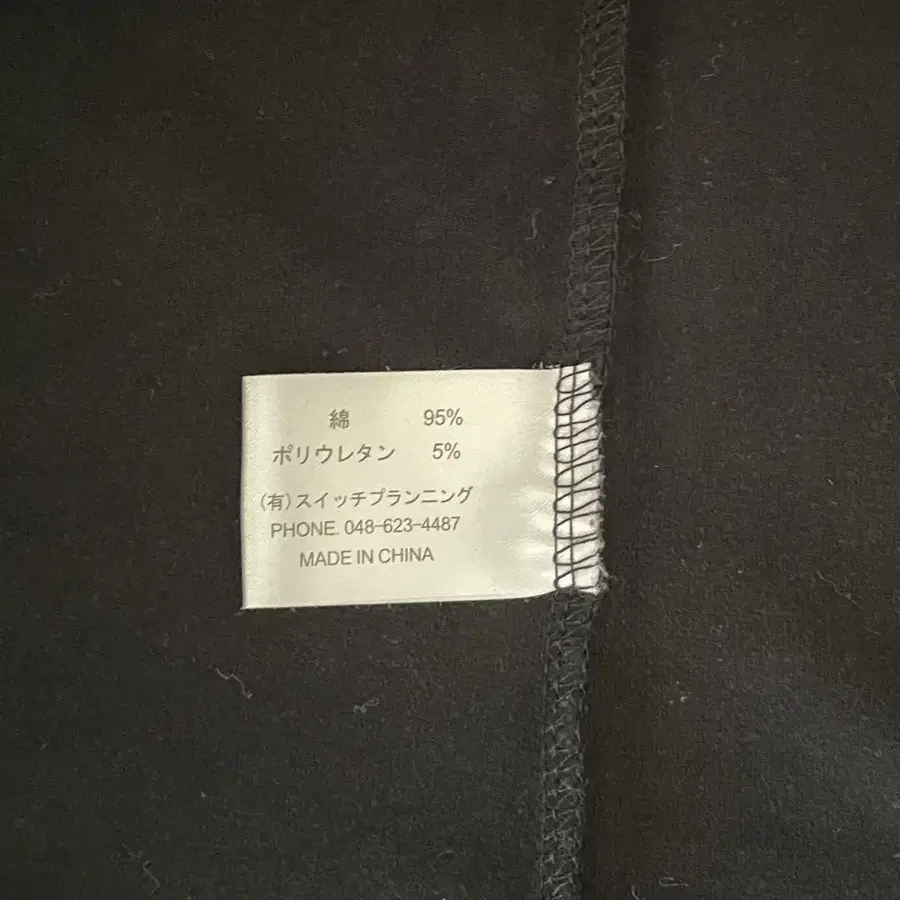 綿 95%
ポリウレタン 5%
(有)スイッチプランニング
PHONE. 048-623-4487
MADE IN CHINA